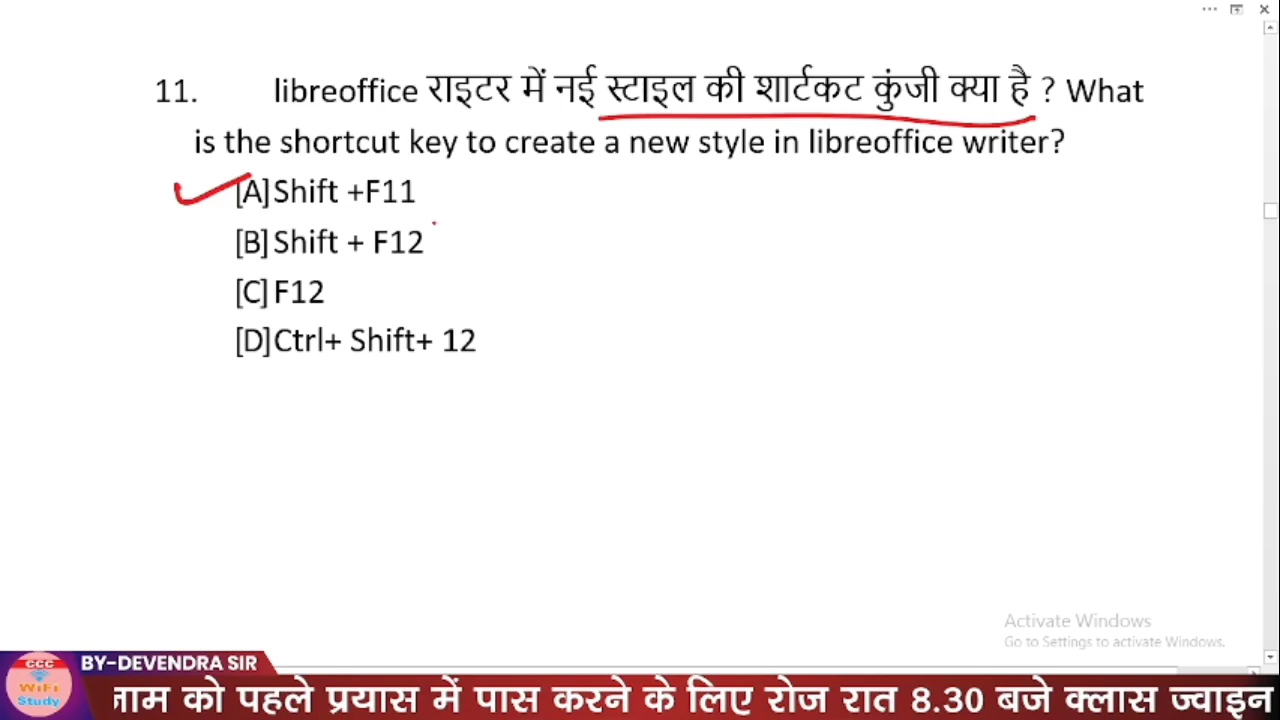 11. libreoffice राइटर में नई स्टाइल की शार्टकट कुंजी क्या है ? What
is the shortcut key to create a new style in libreoffice writer?
[A] Shift +F11
[B] Shift + F12
[C] F12
[D] Ctrl+ Shift+ 12
Activate Windows
Go to Settings to activate Windows.
CCC
WiFi
Study
BY-DEVENDRA SIR
को पहले प्रयास में पास करने के लिए रोज रात 8.30 बजे क्लास ज्वाइन